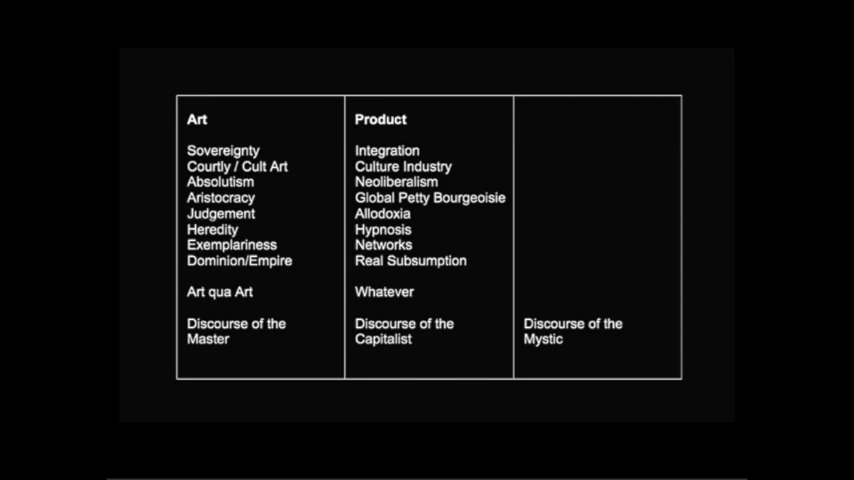 Art
Sovereignty
Courtly / Cult Art
Absolutism
Aristocracy
Judgement
Heredity
Exemplariness
Dominion/Empire
Art qua Art
Discourse of the
Master
Product
Integration
Culture Industry
Neoliberalism
Global Petty Bourgeoisie
Allodoxia
Hypnosis
Networks
Real Subsumption
Whatever
Discourse of the
Capitalist
Discourse of the
Mystic